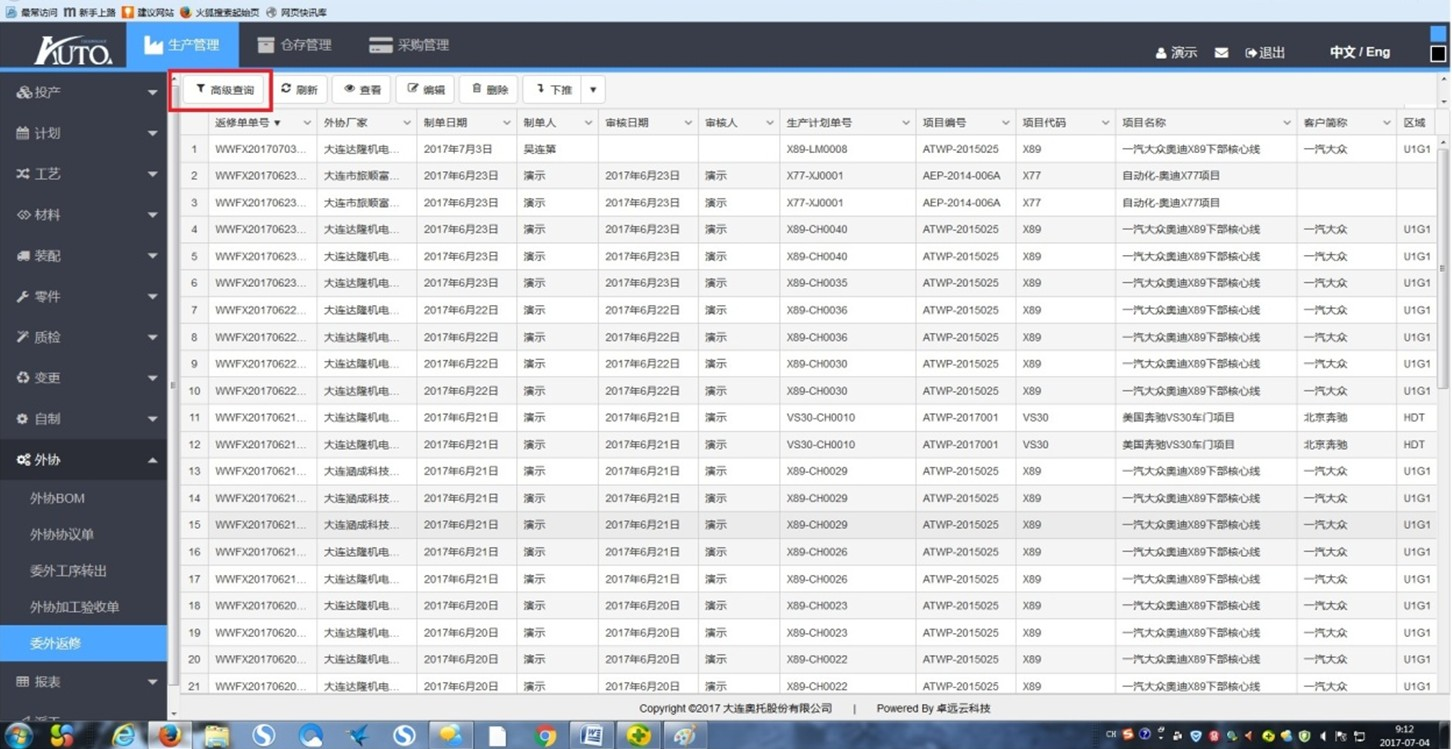 最常访问 新手上路 建议网站 火狐搜索起始页 网页快讯库
AUTO. 生产管理 仓存管理 采购管理 演示 退出 中文 / Eng
投产
计划
工艺
材料
装配
零件
质检
变更
自制
外协
外协BOM
外协协议单
委外工序转出
外协加工验收单
委外返修
报表
高级查询 刷新 查看 编辑 删除 下推
返修单单号 外协厂家 制单日期 制单人 审核日期 审核人 生产计划单号 项目编号 项目代码 项目名称 客户简称 区域
1 WWFX20170703... 大连达隆机电... 2017年7月3日 吴连第 X89-LM0008 ATWP-2015025 X89 一汽大众奥迪X89下部核心线 一汽大众 U1G1
2 WWFX20170623... 大连市旅顺富... 2017年6月23日 演示 2017年6月23日 演示 X77-XJ0001 AEP-2014-006A X77 自动化-奥迪X77项目
3 WWFX20170623... 大连市旅顺富... 2017年6月23日 演示 2017年6月23日 演示 X77-XJ0001 AEP-2014-006A X77 自动化-奥迪X77项目
4 WWFX20170623... 大连达隆机电... 2017年6月23日 演示 2017年6月23日 演示 X89-CH0040 ATWP-2015025 X89 一汽大众奥迪X89下部核心线 一汽大众 U1G1
5 WWFX20170623... 大连达隆机电... 2017年6月23日 演示 2017年6月23日 演示 X89-CH0040 ATWP-2015025 X89 一汽大众奥迪X89下部核心线 一汽大众 U1G1
6 WWFX20170623... 大连达隆机电... 2017年6月23日 演示 2017年6月23日 演示 X89-CH0035 ATWP-2015025 X89 一汽大众奥迪X89下部核心线 一汽大众 U1G1
7 WWFX20170622... 大连达隆机电... 2017年6月22日 演示 2017年6月22日 演示 X89-CH0036 ATWP-2015025 X89 一汽大众奥迪X89下部核心线 一汽大众 U1G1
8 WWFX20170622... 大连达隆机电... 2017年6月22日 演示 2017年6月22日 演示 X89-CH0036 ATWP-2015025 X89 一汽大众奥迪X89下部核心线 一汽大众 U1G1
9 WWFX20170622... 大连达隆机电... 2017年6月22日 演示 2017年6月22日 演示 X89-CH0030 ATWP-2015025 X89 一汽大众奥迪X89下部核心线 一汽大众 U1G1
10 WWFX20170622... 大连达隆机电... 2017年6月22日 演示 2017年6月22日 演示 X89-CH0030 ATWP-2015025 X89 一汽大众奥迪X89下部核心线 一汽大众 U1G1
11 WWFX20170621... 大连达隆机电... 2017年6月21日 演示 2017年6月21日 演示 VS30-CH0010 ATWP-2017001 VS30 美国奔驰VS30车门项目 北京奔驰 HDT
12 WWFX20170621... 大连达隆机电... 2017年6月21日 演示 2017年6月21日 演示 VS30-CH0010 ATWP-2017001 VS30 美国奔驰VS30车门项目 北京奔驰 HDT
13 WWFX20170621... 大连涵成科技... 2017年6月21日 演示 2017年6月21日 演示 X89-CH0029 ATWP-2015025 X89 一汽大众奥迪X89下部核心线 一汽大众 U1G1
14 WWFX20170621... 大连涵成科技... 2017年6月21日 演示 2017年6月21日 演示 X89-CH0029 ATWP-2015025 X89 一汽大众奥迪X89下部核心线 一汽大众 U1G1
15 WWFX20170621... 大连涵成科技... 2017年6月21日 演示 2017年6月21日 演示 X89-CH0029 ATWP-2015025 X89 一汽大众奥迪X89下部核心线 一汽大众 U1G1
16 WWFX20170621... 大连达隆机电... 2017年6月21日 演示 2017年6月21日 演示 X89-CH0026 ATWP-2015025 X89 一汽大众奥迪X89下部核心线 一汽大众 U1G1
17 WWFX20170621... 大连达隆机电... 2017年6月21日 演示 2017年6月21日 演示 X89-CH0026 ATWP-2015025 X89 一汽大众奥迪X89下部核心线 一汽大众 U1G1
18 WWFX20170620... 大连达隆机电... 2017年6月20日 演示 2017年6月20日 演示 X89-CH0023 ATWP-2015025 X89 一汽大众奥迪X89下部核心线 一汽大众 U1G1
19 WWFX20170620... 大连达隆机电... 2017年6月20日 演示 2017年6月20日 演示 X89-CH0023 ATWP-2015025 X89 一汽大众奥迪X89下部核心线 一汽大众 U1G1
20 WWFX20170620... 大连达隆机电... 2017年6月20日 演示 2017年6月20日 演示 X89-CH0022 ATWP-2015025 X89 一汽大众奥迪X89下部核心线 一汽大众 U1G1
21 WWFX20170620... 大连达隆机电... 2017年6月20日 演示 2017年6月20日 演示 X89-CH0022 ATWP-2015025 X89 一汽大众奥迪X89下部核心线 一汽大众 U1G1
Copyright ©2017 大连奥托股份有限公司 | Powered By 卓远云科技
CH 9:12
2017-07-04